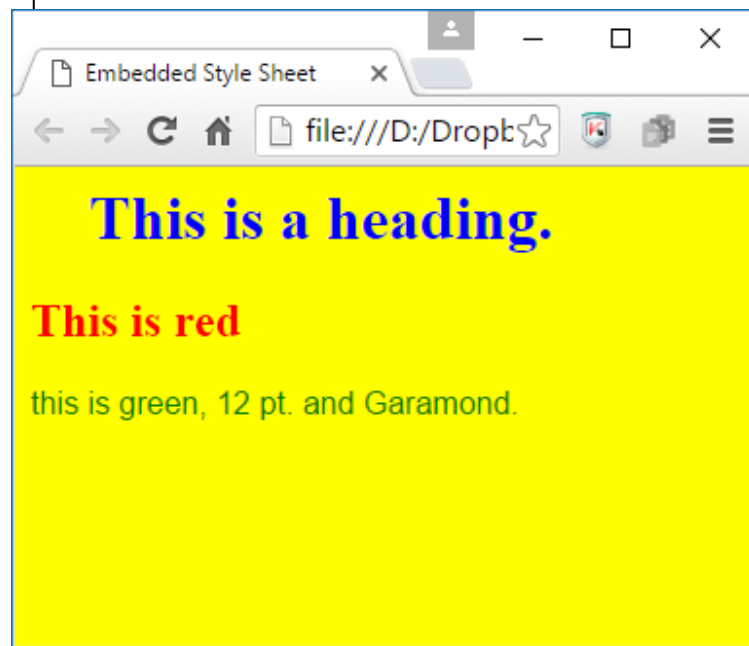 Embedded Style Sheet
file:///D:/Dropb
This is a heading.
This is red
this is green, 12 pt. and Garamond.